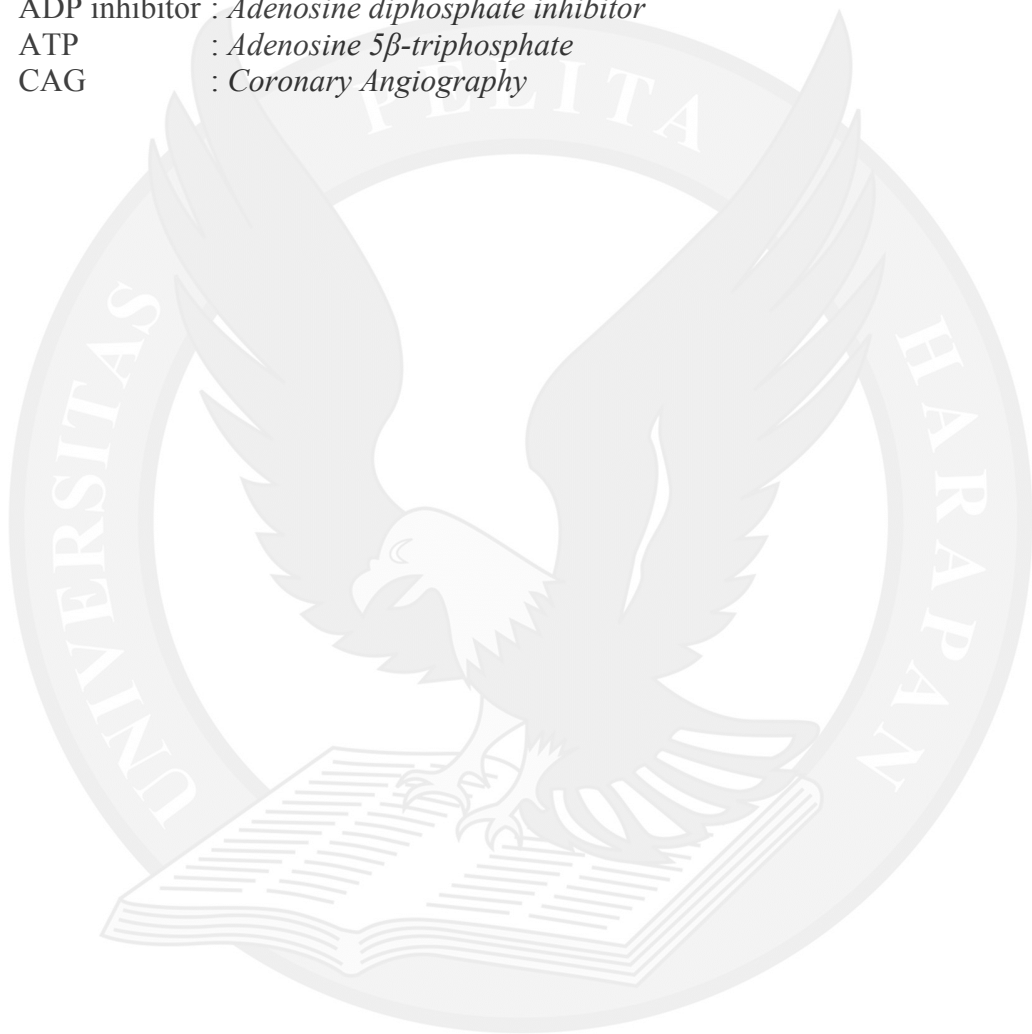 ADP inhibitor : Adenosine diphosphate inhibitor
ATP : Adenosine 5β-triphosphate
CAG : Coronary Angiography
UNIVERSITAS PELITA HARAPAN